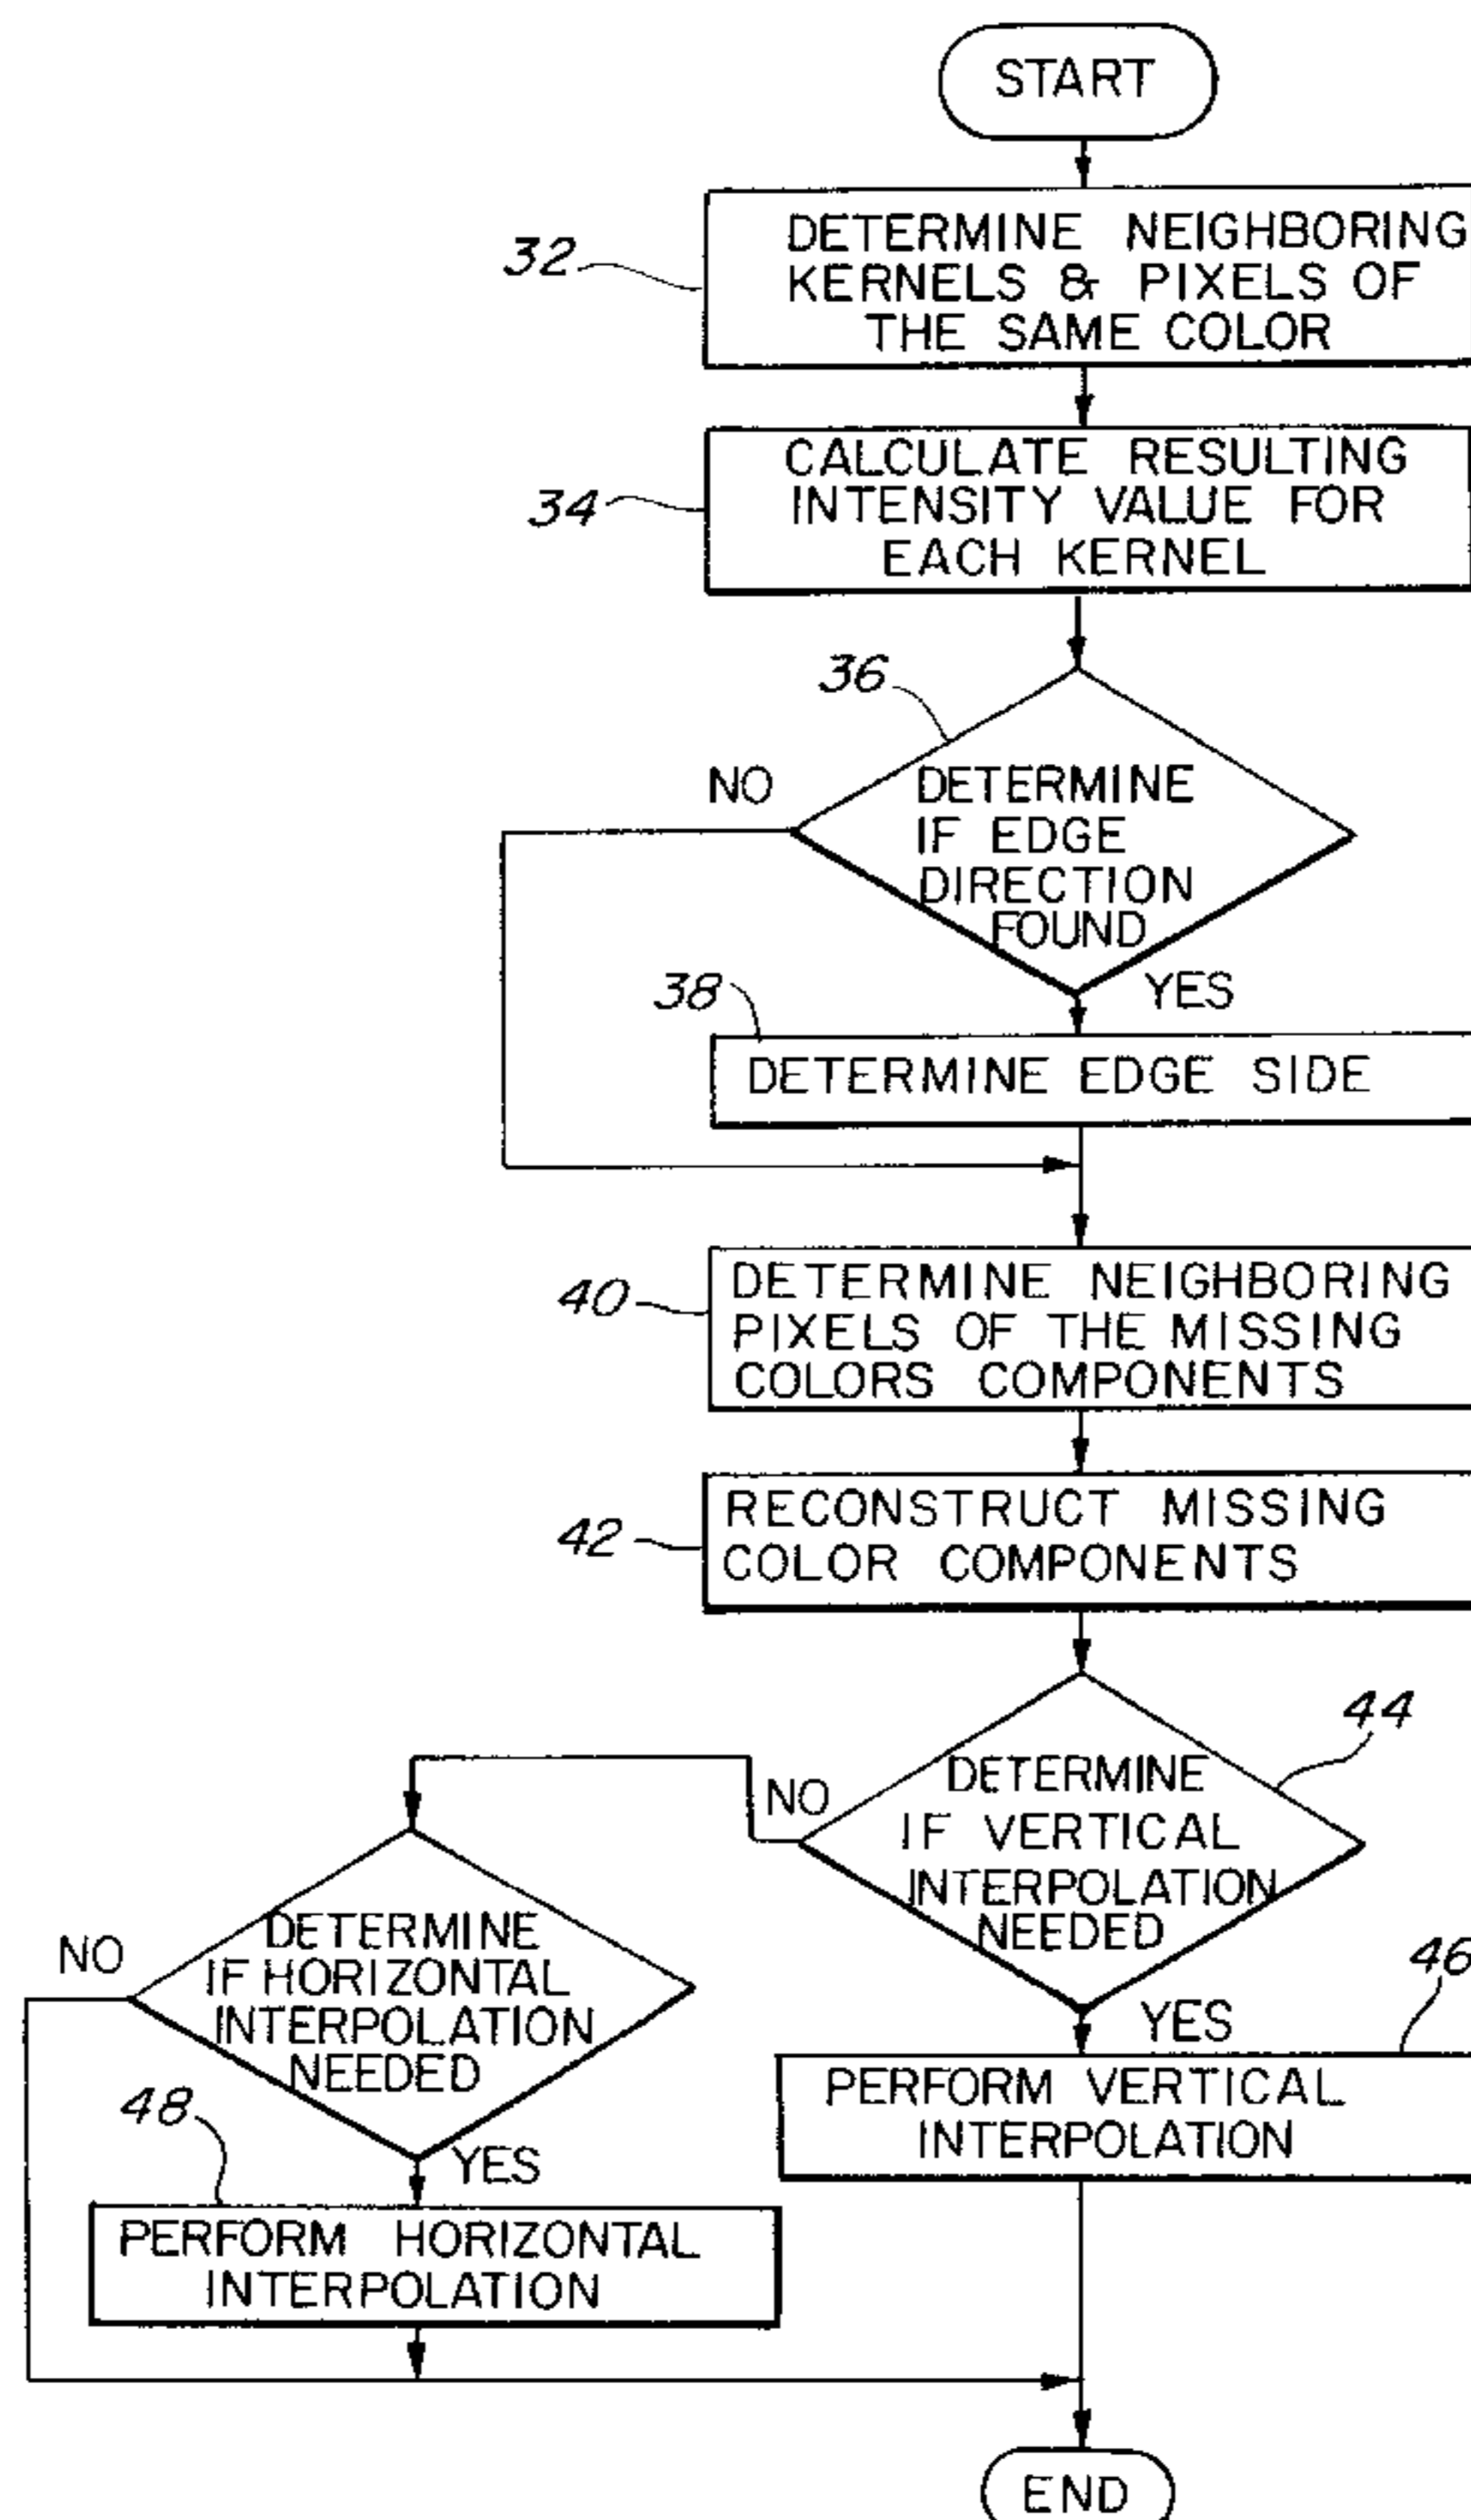 START
32
DETERMINE NEIGHBORING
KERNELS & PIXELS OF
THE SAME COLOR
34
CALCULATE RESULTING
INTENSITY VALUE FOR
EACH KERNEL
36
NO
DETERMINE
IF EDGE
DIRECTION
FOUND
YES
38
DETERMINE EDGE SIDE
40
DETERMINE NEIGHBORING
PIXELS OF THE MISSING
COLORS COMPONENTS
42
RECONSTRUCT MISSING
COLOR COMPONENTS
44
NO
DETERMINE
IF VERTICAL
INTERPOLATION
NEEDED
YES
46
PERFORM VERTICAL
INTERPOLATION
NO
DETERMINE
IF HORIZONTAL
INTERPOLATION
NEEDED
YES
48
PERFORM HORIZONTAL
INTERPOLATION
END